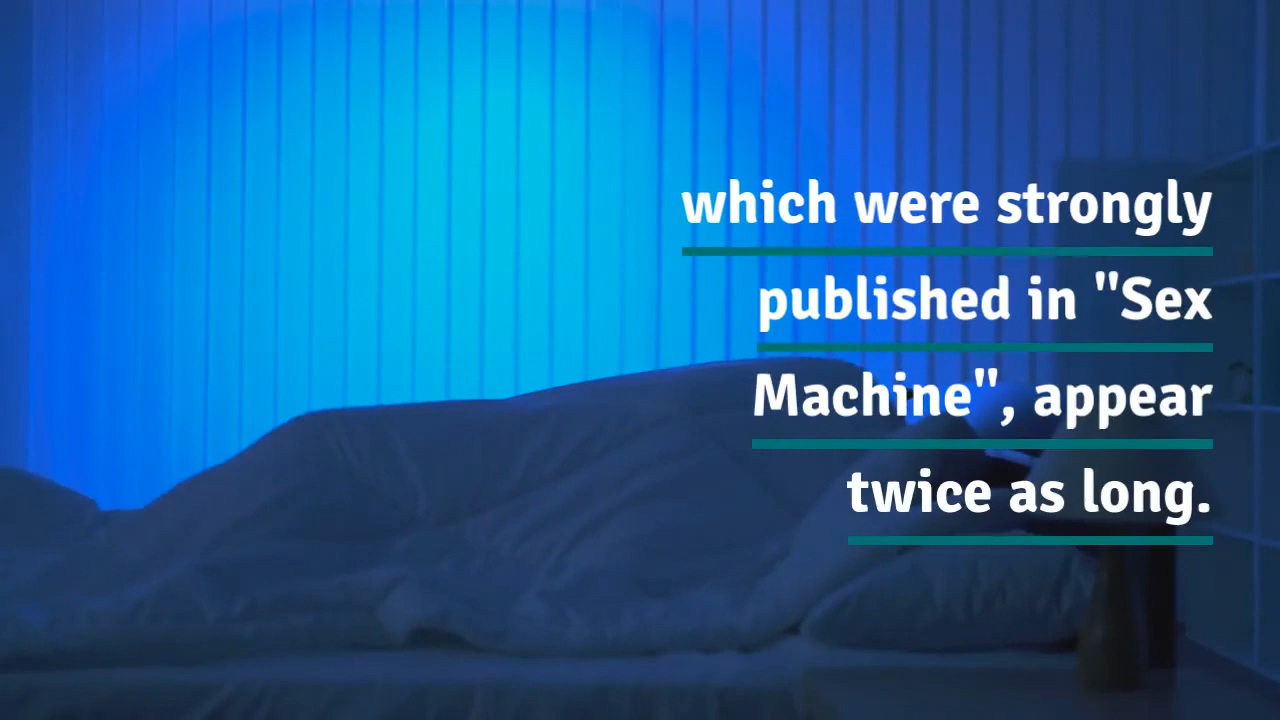 which were strongly
published in "Sex
Machine", appear
twice as long.